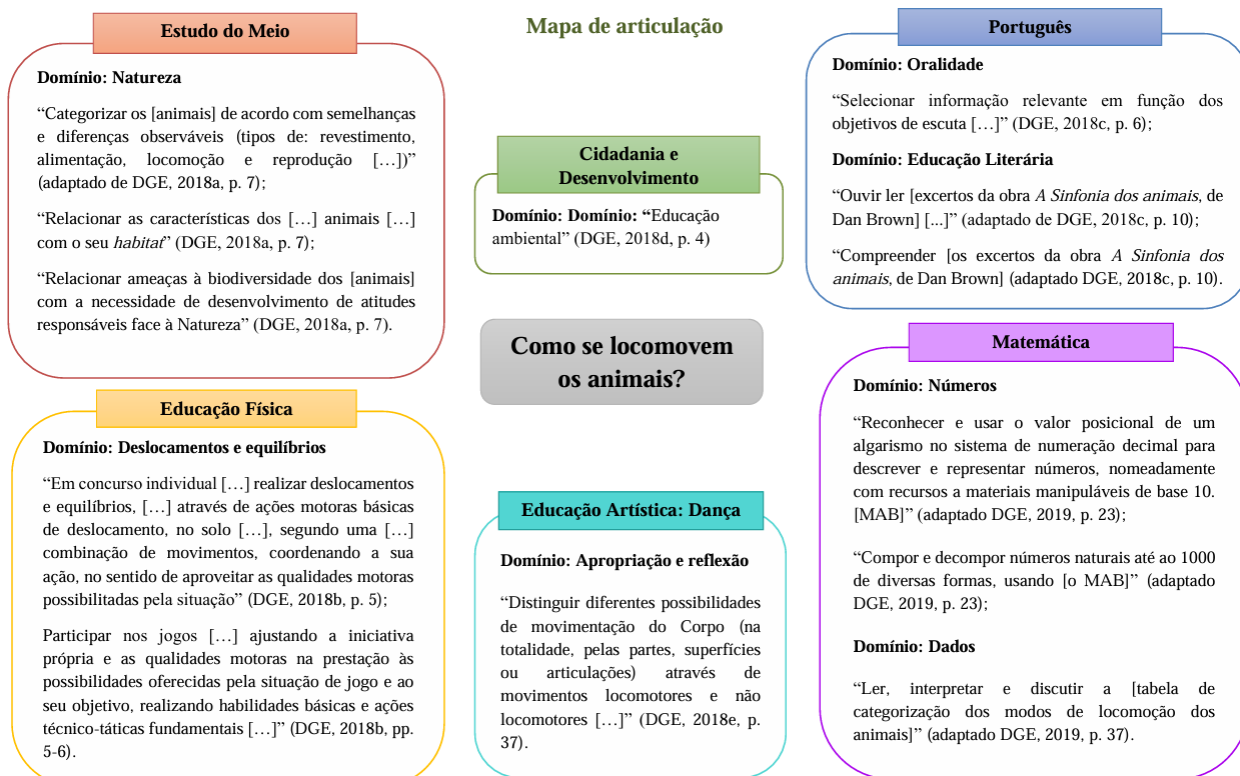 Mapa de articulação
Estudo do Meio
Domínio: Natureza
“Categorizar os [animais] de acordo com semelhanças
e diferenças observáveis (tipos de: revestimento,
alimentação, locomoção e reprodução […])”
(adaptado de DGE, 2018a, p. 7);
“Relacionar as características dos […] animais […]
com o seu habitat” (DGE, 2018a, p. 7);
“Relacionar ameaças à biodiversidade dos [animais]
com a necessidade de desenvolvimento de atitudes
responsáveis face à Natureza” (DGE, 2018a, p. 7).
Cidadania e
Desenvolvimento
Domínio: Domínio: “Educação
ambiental” (DGE, 2018d, p. 4)
Português
Domínio: Oralidade
“Selecionar informação relevante em função dos
objetivos de escuta […]” (DGE, 2018c, p. 6);
Domínio: Educação Literária
“Ouvir ler [excertos da obra A Sinfonia dos animais, de
Dan Brown] [...]” (adaptado de DGE, 2018c, p. 10);
“Compreender [os excertos da obra A Sinfonia dos
animais, de Dan Brown] (adaptado DGE, 2018c, p. 10).
Como se locomovem
os animais?
Educação Física
Domínio: Deslocamentos e equilíbrios
“Em concurso individual […] realizar deslocamentos
e equilíbrios, […] através de ações motoras básicas
de deslocamento, no solo […], segundo uma […]
combinação de movimentos, coordenando a sua
ação, no sentido de aproveitar as qualidades motoras
possibilitadas pela situação” (DGE, 2018b, p. 5);
Participar nos jogos […] ajustando a iniciativa
própria e as qualidades motoras na prestação às
possibilidades oferecidas pela situação de jogo e ao
seu objetivo, realizando habilidades básicas e ações
técnico-táticas fundamentais […]” (DGE, 2018b, pp.
5-6).
Educação Artística: Dança
Domínio: Apropriação e reflexão
“Distinguir diferentes possibilidades
de movimentação do Corpo (na
totalidade, pelas partes, superfícies
ou articulações) através de
movimentos locomotores e não
locomotores […]” (DGE, 2018e, p.
37).
Matemática
Domínio: Números
“Reconhecer e usar o valor posicional de um
algarismo no sistema de numeração decimal para
descrever e representar números, nomeadamente
com recursos a materiais manipuláveis de base 10.
[MAB]” (adaptado DGE, 2019, p. 23);
“Compor e decompor números naturais até ao 1000
de diversas formas, usando [o MAB]” (adaptado
DGE, 2019, p. 23);
Domínio: Dados
“Ler, interpretar e discutir a [tabela de
categorização dos modos de locomoção dos
animais]” (adaptado DGE, 2019, p. 37).